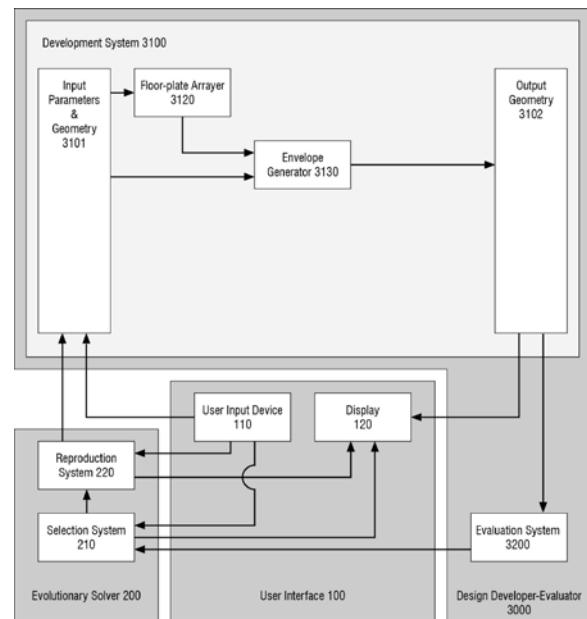 Development System 3100
Input
Parameters
&
Geometry
3101
Floor-plate Arrayer
3120
Envelope
Generator 3130
Output
Geometry
3102
User Input Device
110
Display
120
Reproduction
System 220
Selection System
210
Evaluation System
3200
Evolutionary Solver 200
User Interface 100
Design Developer-Evaluator
3000